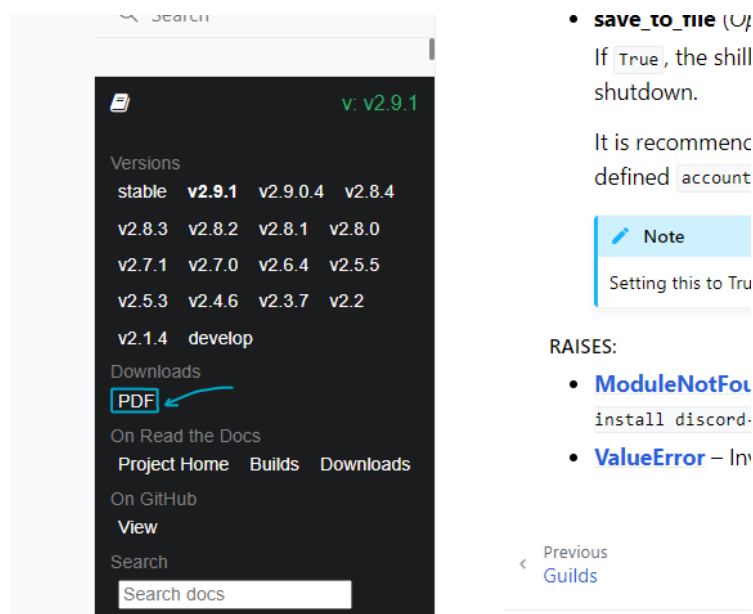 Search
v: v2.9.1
Versions
stable v2.9.1 v2.9.0.4 v2.8.4
v2.8.3 v2.8.2 v2.8.1 v2.8.0
v2.7.1 v2.7.0 v2.6.4 v2.5.5
v2.5.3 v2.4.6 v2.3.7 v2.2
v2.1.4 develop
Downloads
PDF
On Read the Docs
Project Home Builds Downloads
On GitHub
View
Search
Search docs
save_to_file (Op
If True, the shill
shutdown.
It is recommend
defined account
Note
Setting this to Tru
RAISES:
ModuleNotFou
install discord-
ValueError – Inv
Previous
Guilds